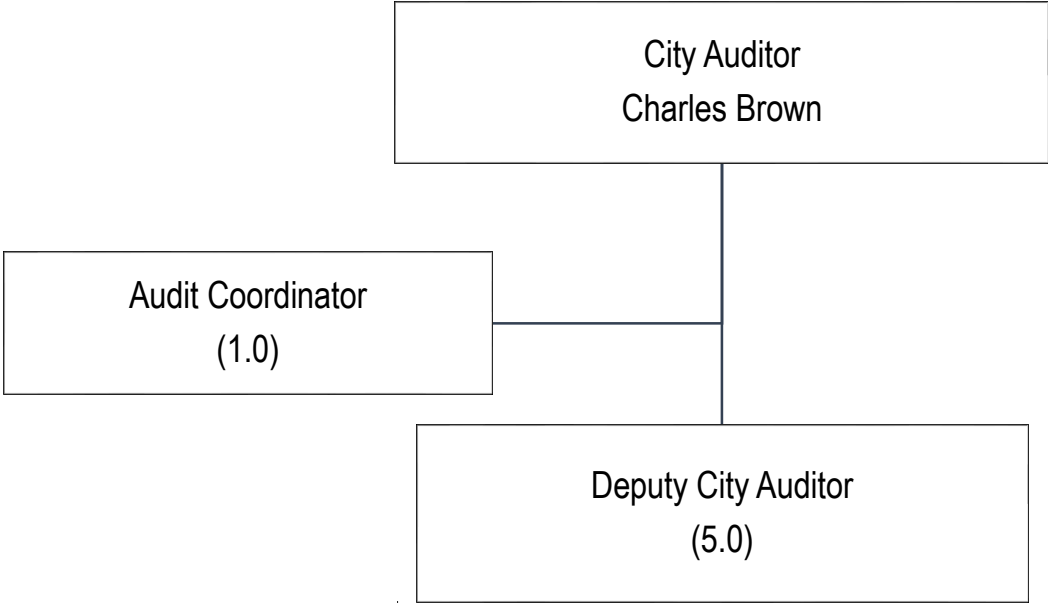 City Auditor
Charles Brown
Audit Coordinator
(1.0)
Deputy City Auditor
(5.0)